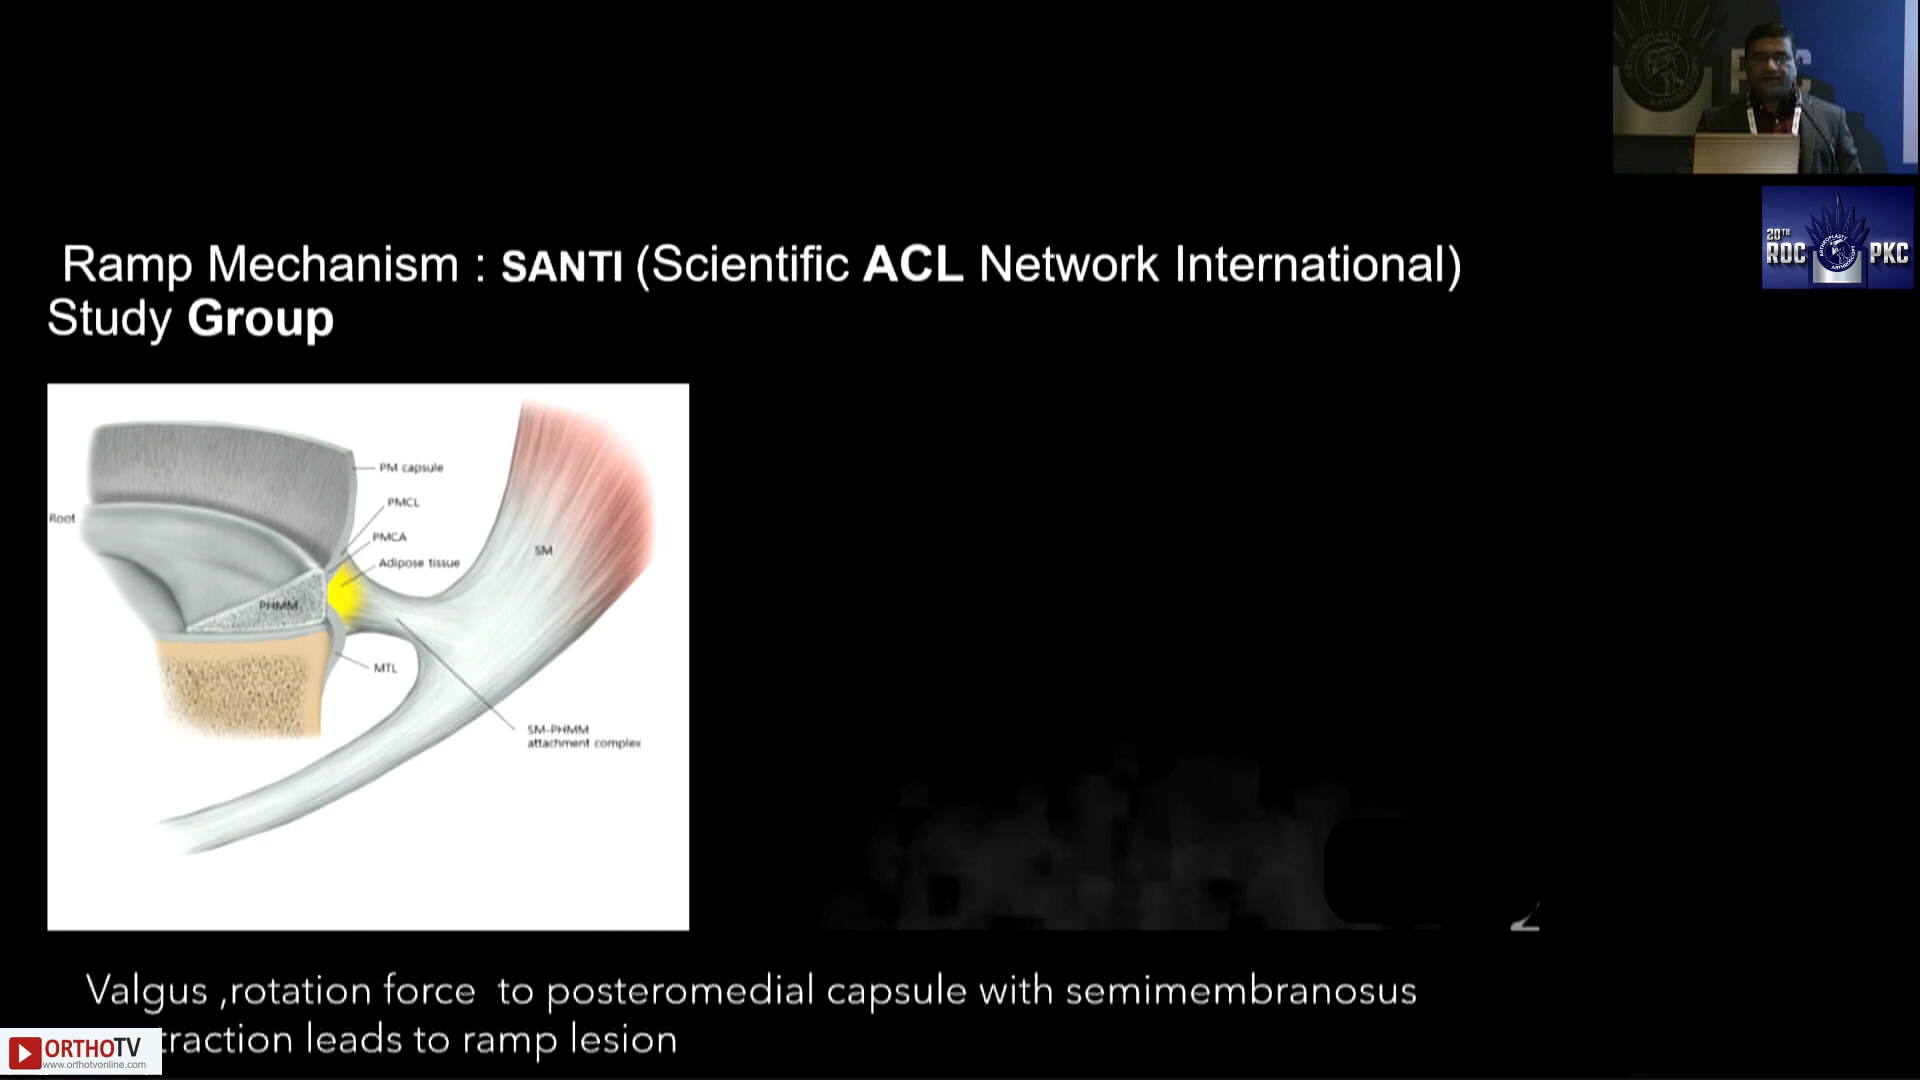 Ramp Mechanism : SANTI (Scientific ACL Network International)
Study Group
PM capsule
PMCL
Root
PMCA
SM
Adipose tissue
PHMM
MTL
SM-PHMM
attachment complex
Valgus ,rotation force to posteromedial capsule with semimembranosus
traction leads to ramp lesion
20TH
ROC
PKC
ORTHOTV
www.orthotvonline.com